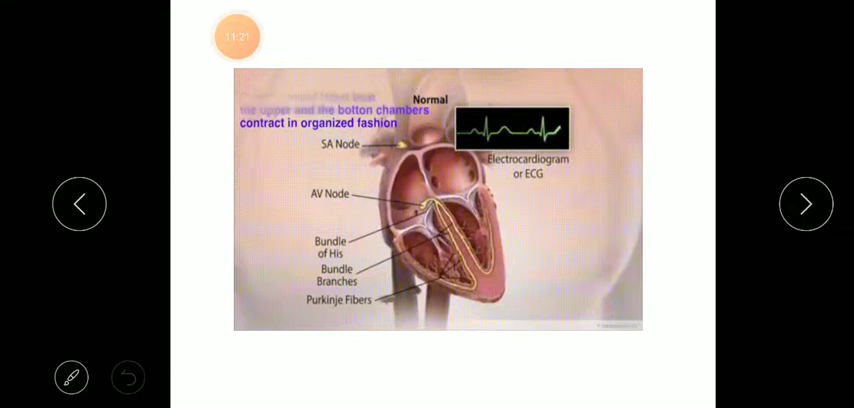 11:21
Normal
the upper and the botton chambers
contract in organized fashion
SA Node
Electrocardiogram
or ECG
AV Node
Bundle
of His
Bundle
Branches
Purkinje Fibers